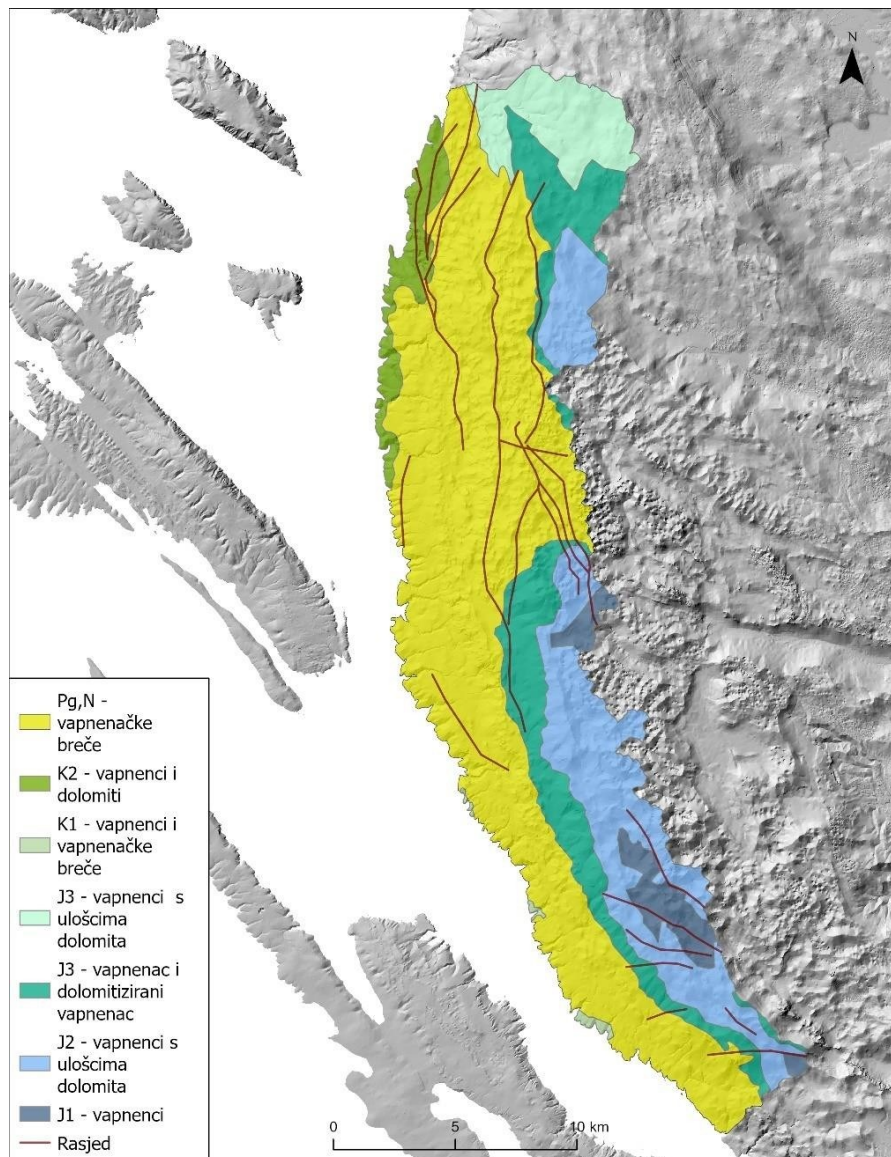 N
Pg,N -
vapnenačke
breče
K2 - vapnenci i
dolomiti
K1 - vapnenci i
vapnenačke
breče
J3 - vapnenci s
ulošcima
dolomita
J3 - vapnenac i
dolomitizirani
vapnenac
J2 - vapnenci s
ulošcima
dolomita
J1 - vapnenci
Rasjed
0 5 10 km